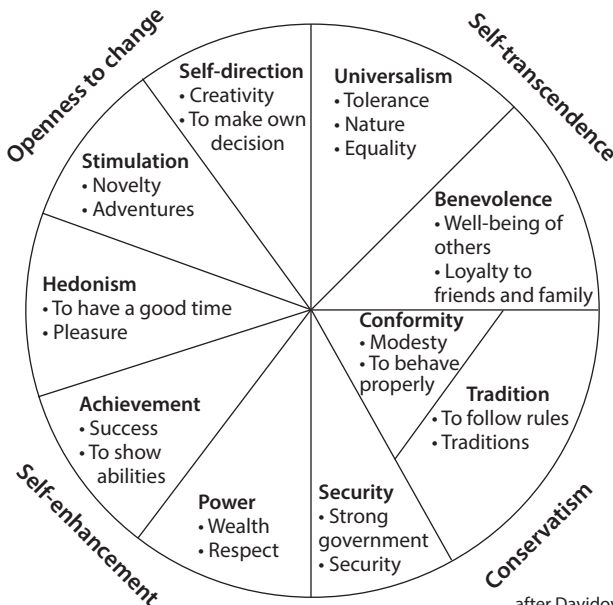 Openness to change
Self-transcendence
Self-direction
• Creativity
• To make own
decision
Universalism
• Tolerance
• Nature
• Equality
Stimulation
• Novelty
• Adventures
Benevolence
• Well-being of
others
• Loyalty to
friends and family
Hedonism
• To have a good time
• Pleasure
Conformity
• Modesty
• To behave
properly
Tradition
• To follow rules
• Traditions
Achievement
• Success
• To show
abilities
Power
• Wealth
• Respect
Security
• Strong
government
• Security
Self-enhancement
Conservatism
after